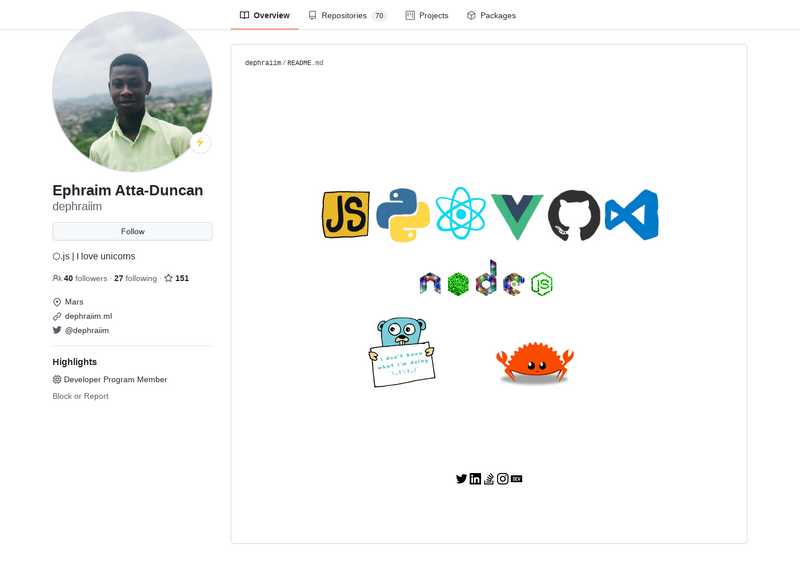 Overview
Repositories 70
Projects
Packages
Ephraim Atta-Duncan
dephraiim
Follow
⬡.js | I love unicorns
40 followers · 27 following · 151
Mars
dephraiim.ml
@dephraiim
Highlights
Developer Program Member
Block or Report
dephraiim / README.md
JS
node
JS
I don't know
what I'm doing
¯\_(ツ)_/¯
DEV